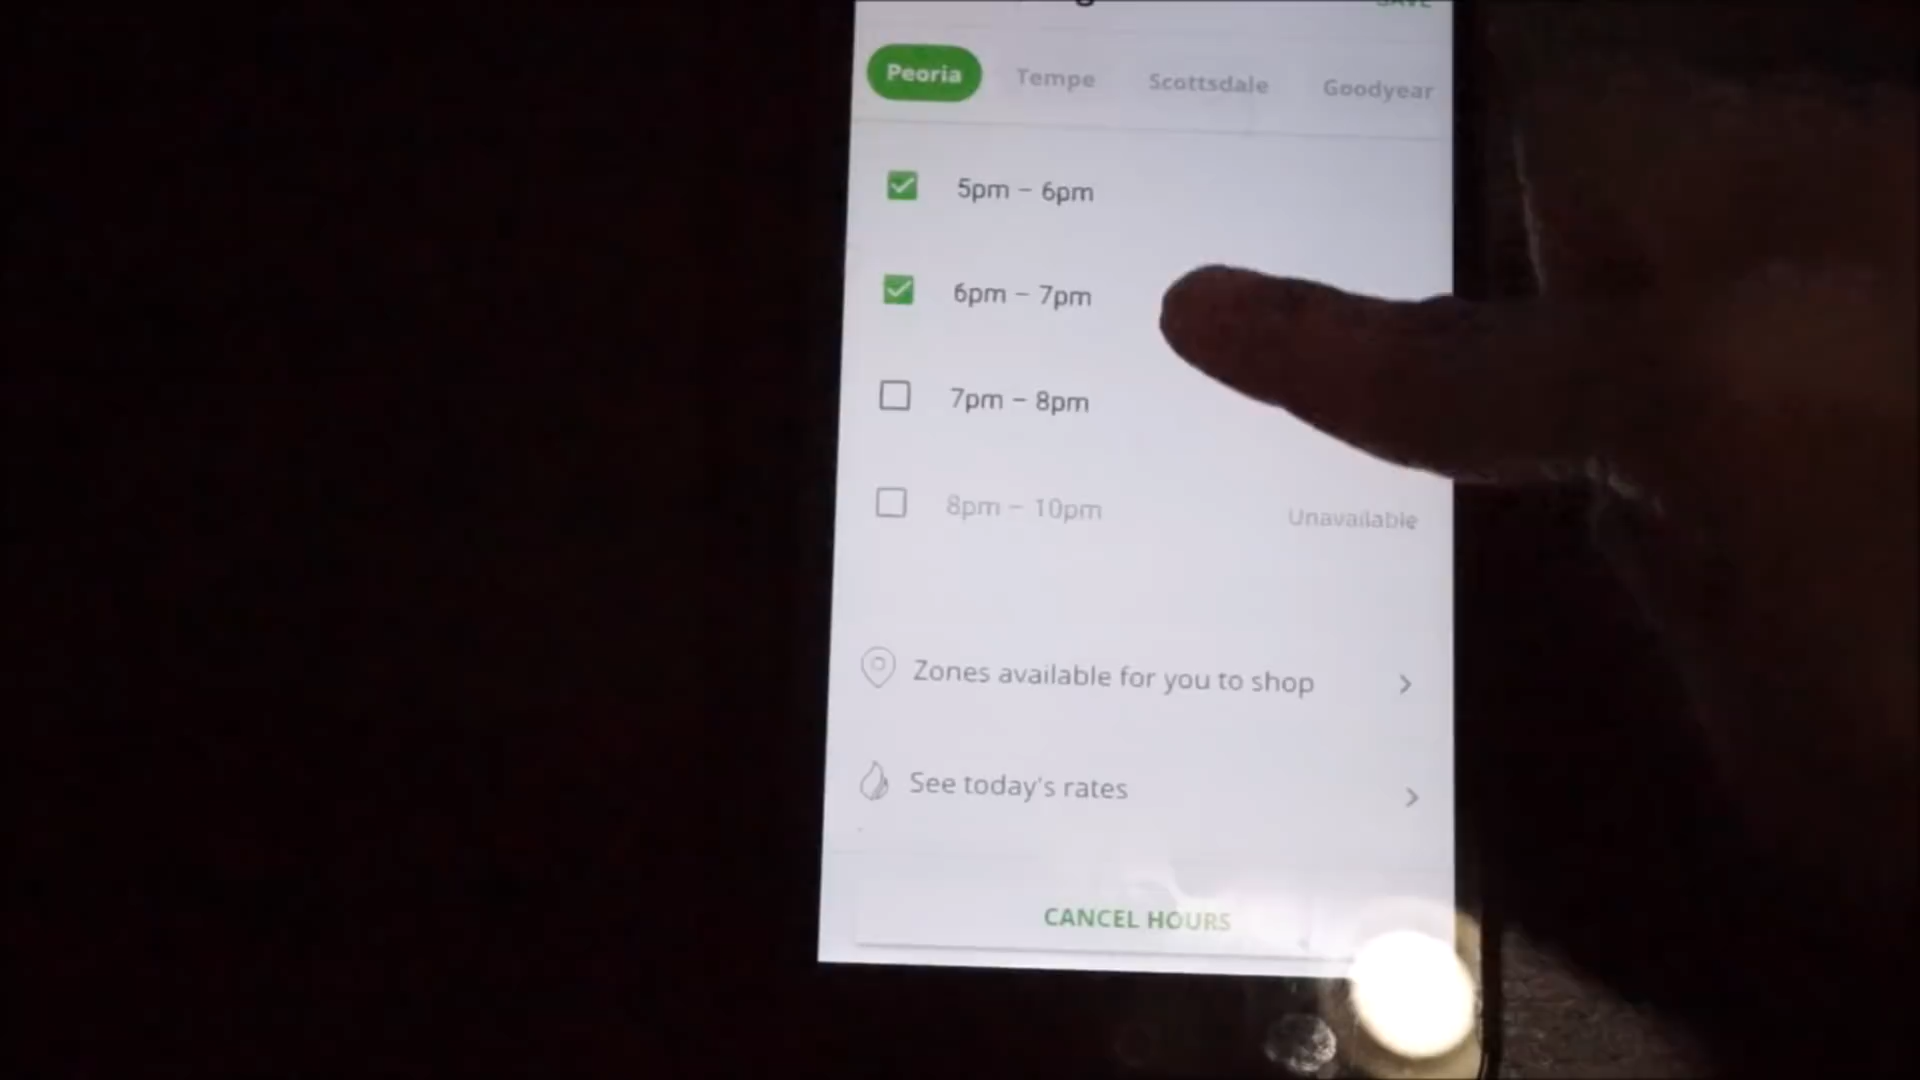 SAVE
Peoria Tempe Scottsdale Goodyear
5pm – 6pm
6pm – 7pm
7pm – 8pm
8pm – 10pm Unavailable
Zones available for you to shop
See today's rates
CANCEL HOURS